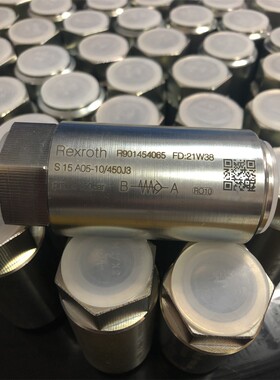 Rexroth R901454065 FD:21W38
S 15 A05-10/450J3
B A RO10